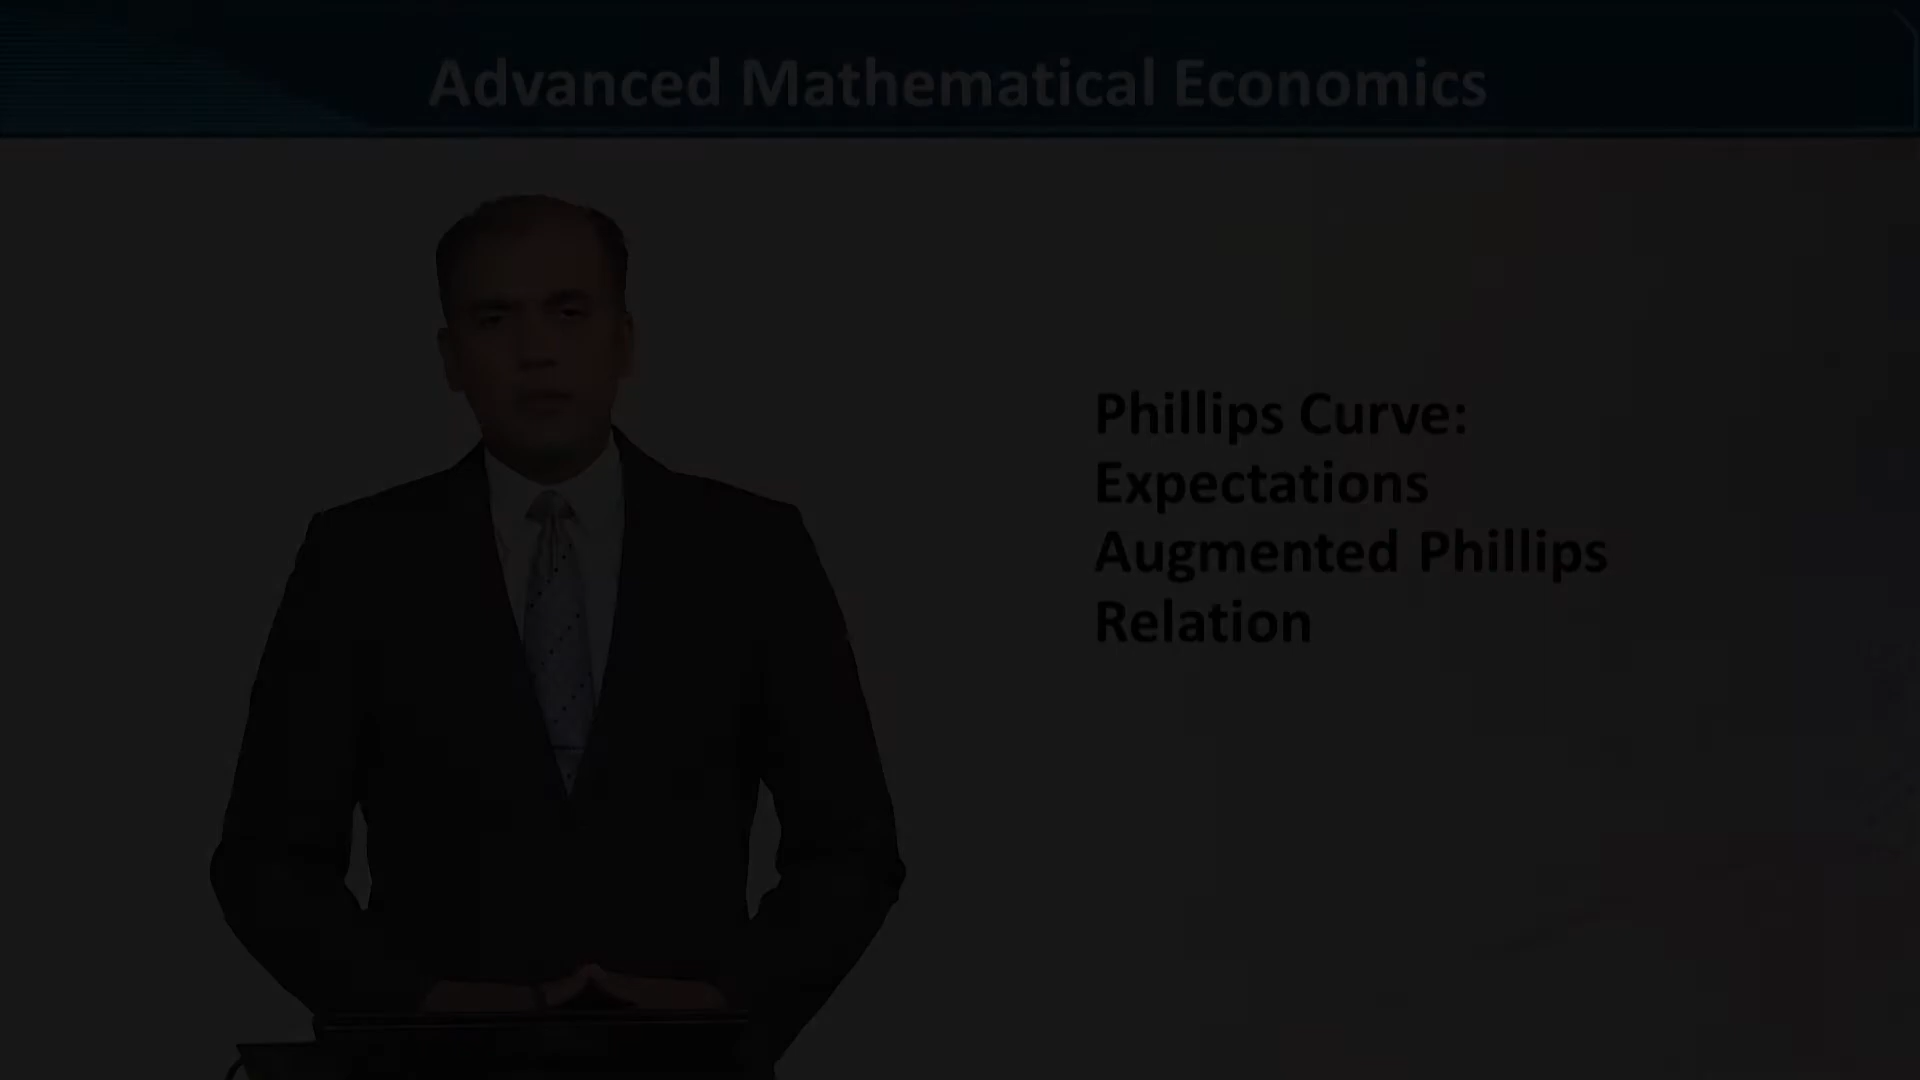 Advanced Mathematical Economics
Phillips Curve:
Expectations
Augmented Phillips
Relation